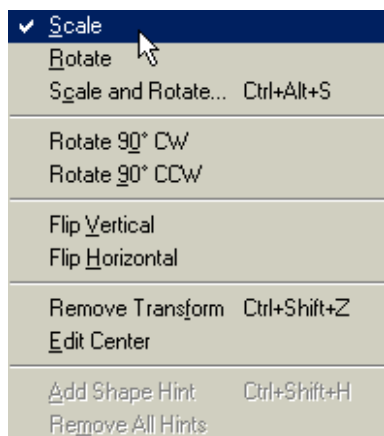 Scale
Rotate
Scale and Rotate... Ctrl+Alt+S
Rotate 90° CW
Rotate 90° CCW
Flip Vertical
Flip Horizontal
Remove Transform Ctrl+Shift+Z
Edit Center
Add Shape Hint Ctrl+Shift+H
Remove All Hints